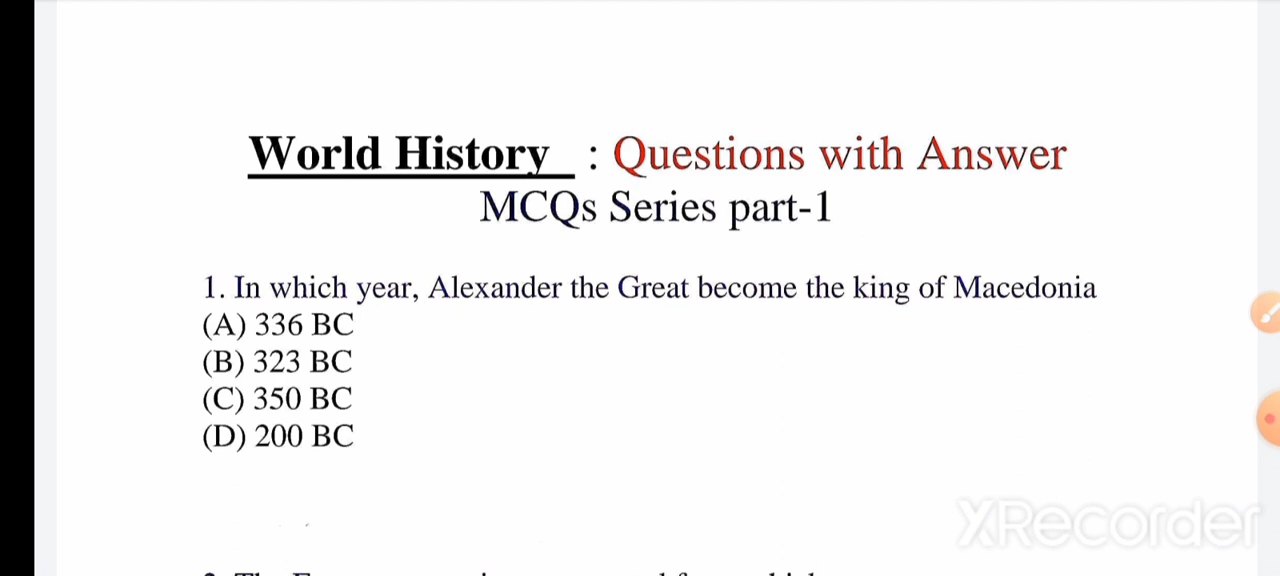 World History : Questions with Answer
MCQs Series part-1
1. In which year, Alexander the Great become the king of Macedonia
(A) 336 BC
(B) 323 BC
(C) 350 BC
(D) 200 BC
XRecorder